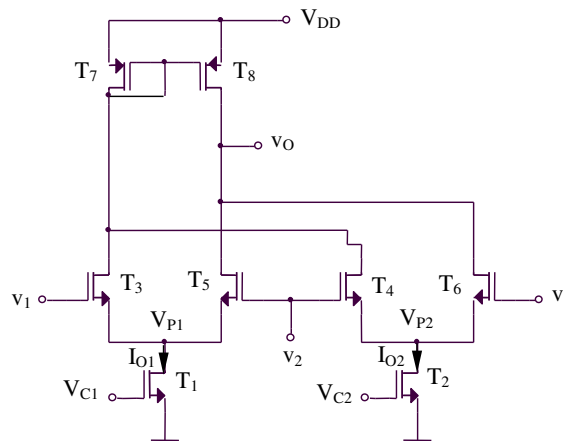 V_DD
T_7
T_8
v_O
v_1
T_3
T_5
T_4
T_6
v
V_P1
V_P2
v_2
I_O1
I_O2
V_C1
T_1
V_C2
T_2